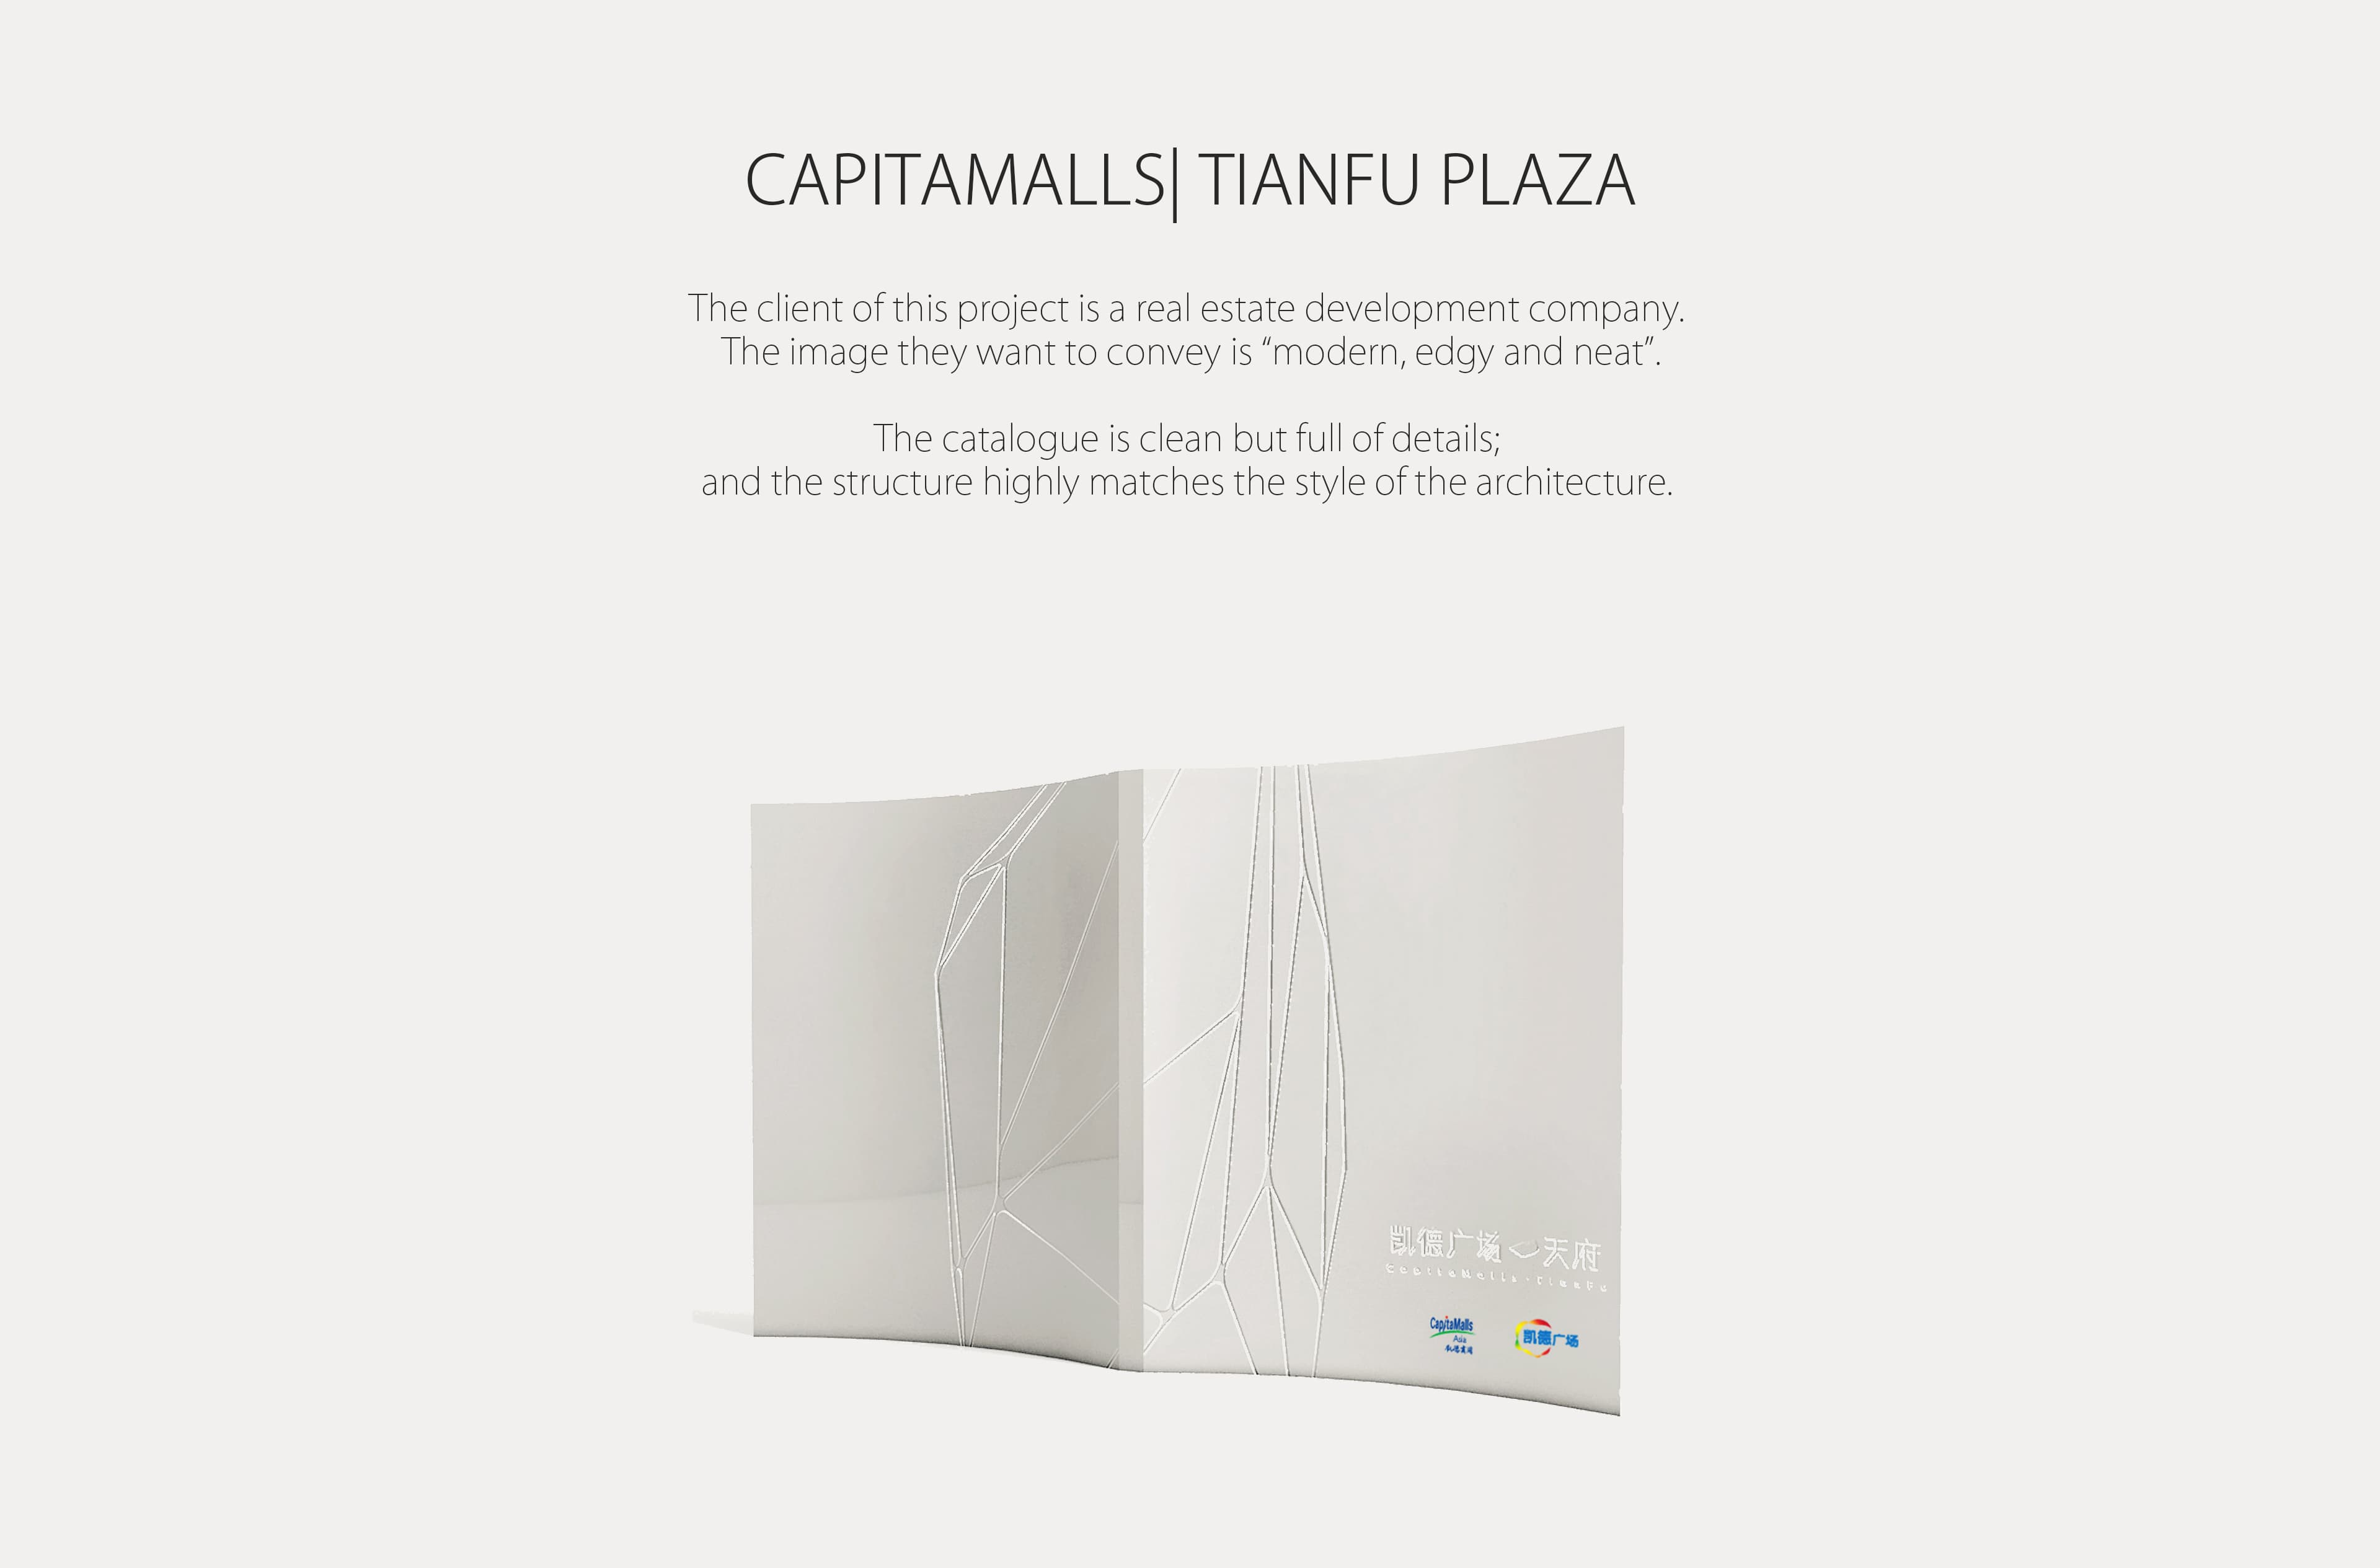 CAPITAMALLS| TIANFU PLAZA
The client of this project is a real estate development company.
The image they want to convey is “modern, edgy and neat”.
The catalogue is clean but full of details;
and the structure highly matches the style of the architecture.
凯德广场 天府
CapitaMalls · Tianfu
CapitaMalls
Asia
凯德广场